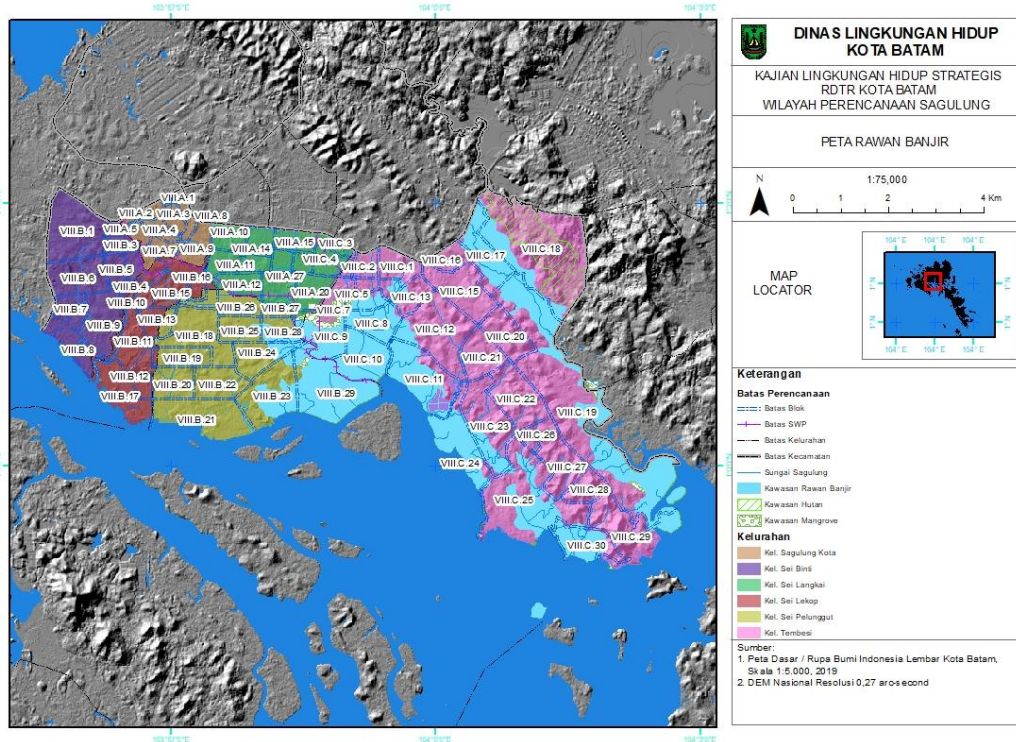 DINAS LINGKUNGAN HIDUP
KOTA BATAM
KAJIAN LINGKUNGAN HIDUP STRATEGIS
RDTR KOTA BATAM
WILAYAH PERENCANAAN SAGULUNG
PETA RAWAN BANJIR
N
1:75,000
0 1 2 4 Km
MAP
LOCATOR
104° E 104° E 104° E
1°N 1°N
1°N 1°N
104° E 104° E 104° E
Keterangan
Batas Perencanaan
Batas Blok
Batas SWP
Batas Kelurahan
Batas Kecamatan
Sungai Sagulung
Kawasan Rawan Banjir
Kawasan Hutan
Kawasan Mangrove
Kelurahan
Kel. Sagulung Kota
Kel. Sei Binti
Kel. Sei Langkai
Kel. Sei Lekop
Kel. Sei Pelunggut
Kel. Tembesi
Sumber:
1. Peta Dasar / Rupa Bumi Indonesia Lembar Kota Batam,
Skala 1:5.000, 2019
2. DEM Nasional Resolusi 0,27 arc-second
VIII.A.1
VIII.A.2
VIII.A.3
VIII.A.8
VIII.A.5
VIII.A.4
VIII.A.10
VIII.B.1
VIII.B.3
VIII.A.7
VIII.A.9
VIII.A.14
VIII.A.15
VIII.C.3
VIII.C.4
VIII.B.5
VIII.A.11
VIII.C.2
VIII.C.1
VIII.C.16
VIII.C.17
VIII.C.18
VIII.B.6
VIII.B.4
VIII.B.16
VIII.A.27
VIII.A.12
VIII.B.15
VIII.A.20
VIII.C.5
VIII.C.13
VIII.C.15
VIII.B.7
VIII.B.10
VIII.B.26
VIII.B.27
VIII.C.7
VIII.B.9
VIII.B.13
VIII.B.25
VIII.B.28
VIII.C.8
VIII.C.12
VIII.B.11
VIII.B.18
VIII.C.9
VIII.C.20
VIII.B.8
VIII.B.19
VIII.B.24
VIII.C.10
VIII.C.21
VIII.B.12
VIII.B.20
VIII.B.22
VIII.C.11
VIII.B.17
VIII.B.23
VIII.B.29
VIII.C.22
VIII.B.21
VIII.C.19
VIII.C.23
VIII.C.26
VIII.C.24
VIII.C.27
VIII.C.28
VIII.C.25
VIII.C.29
VIII.C.30